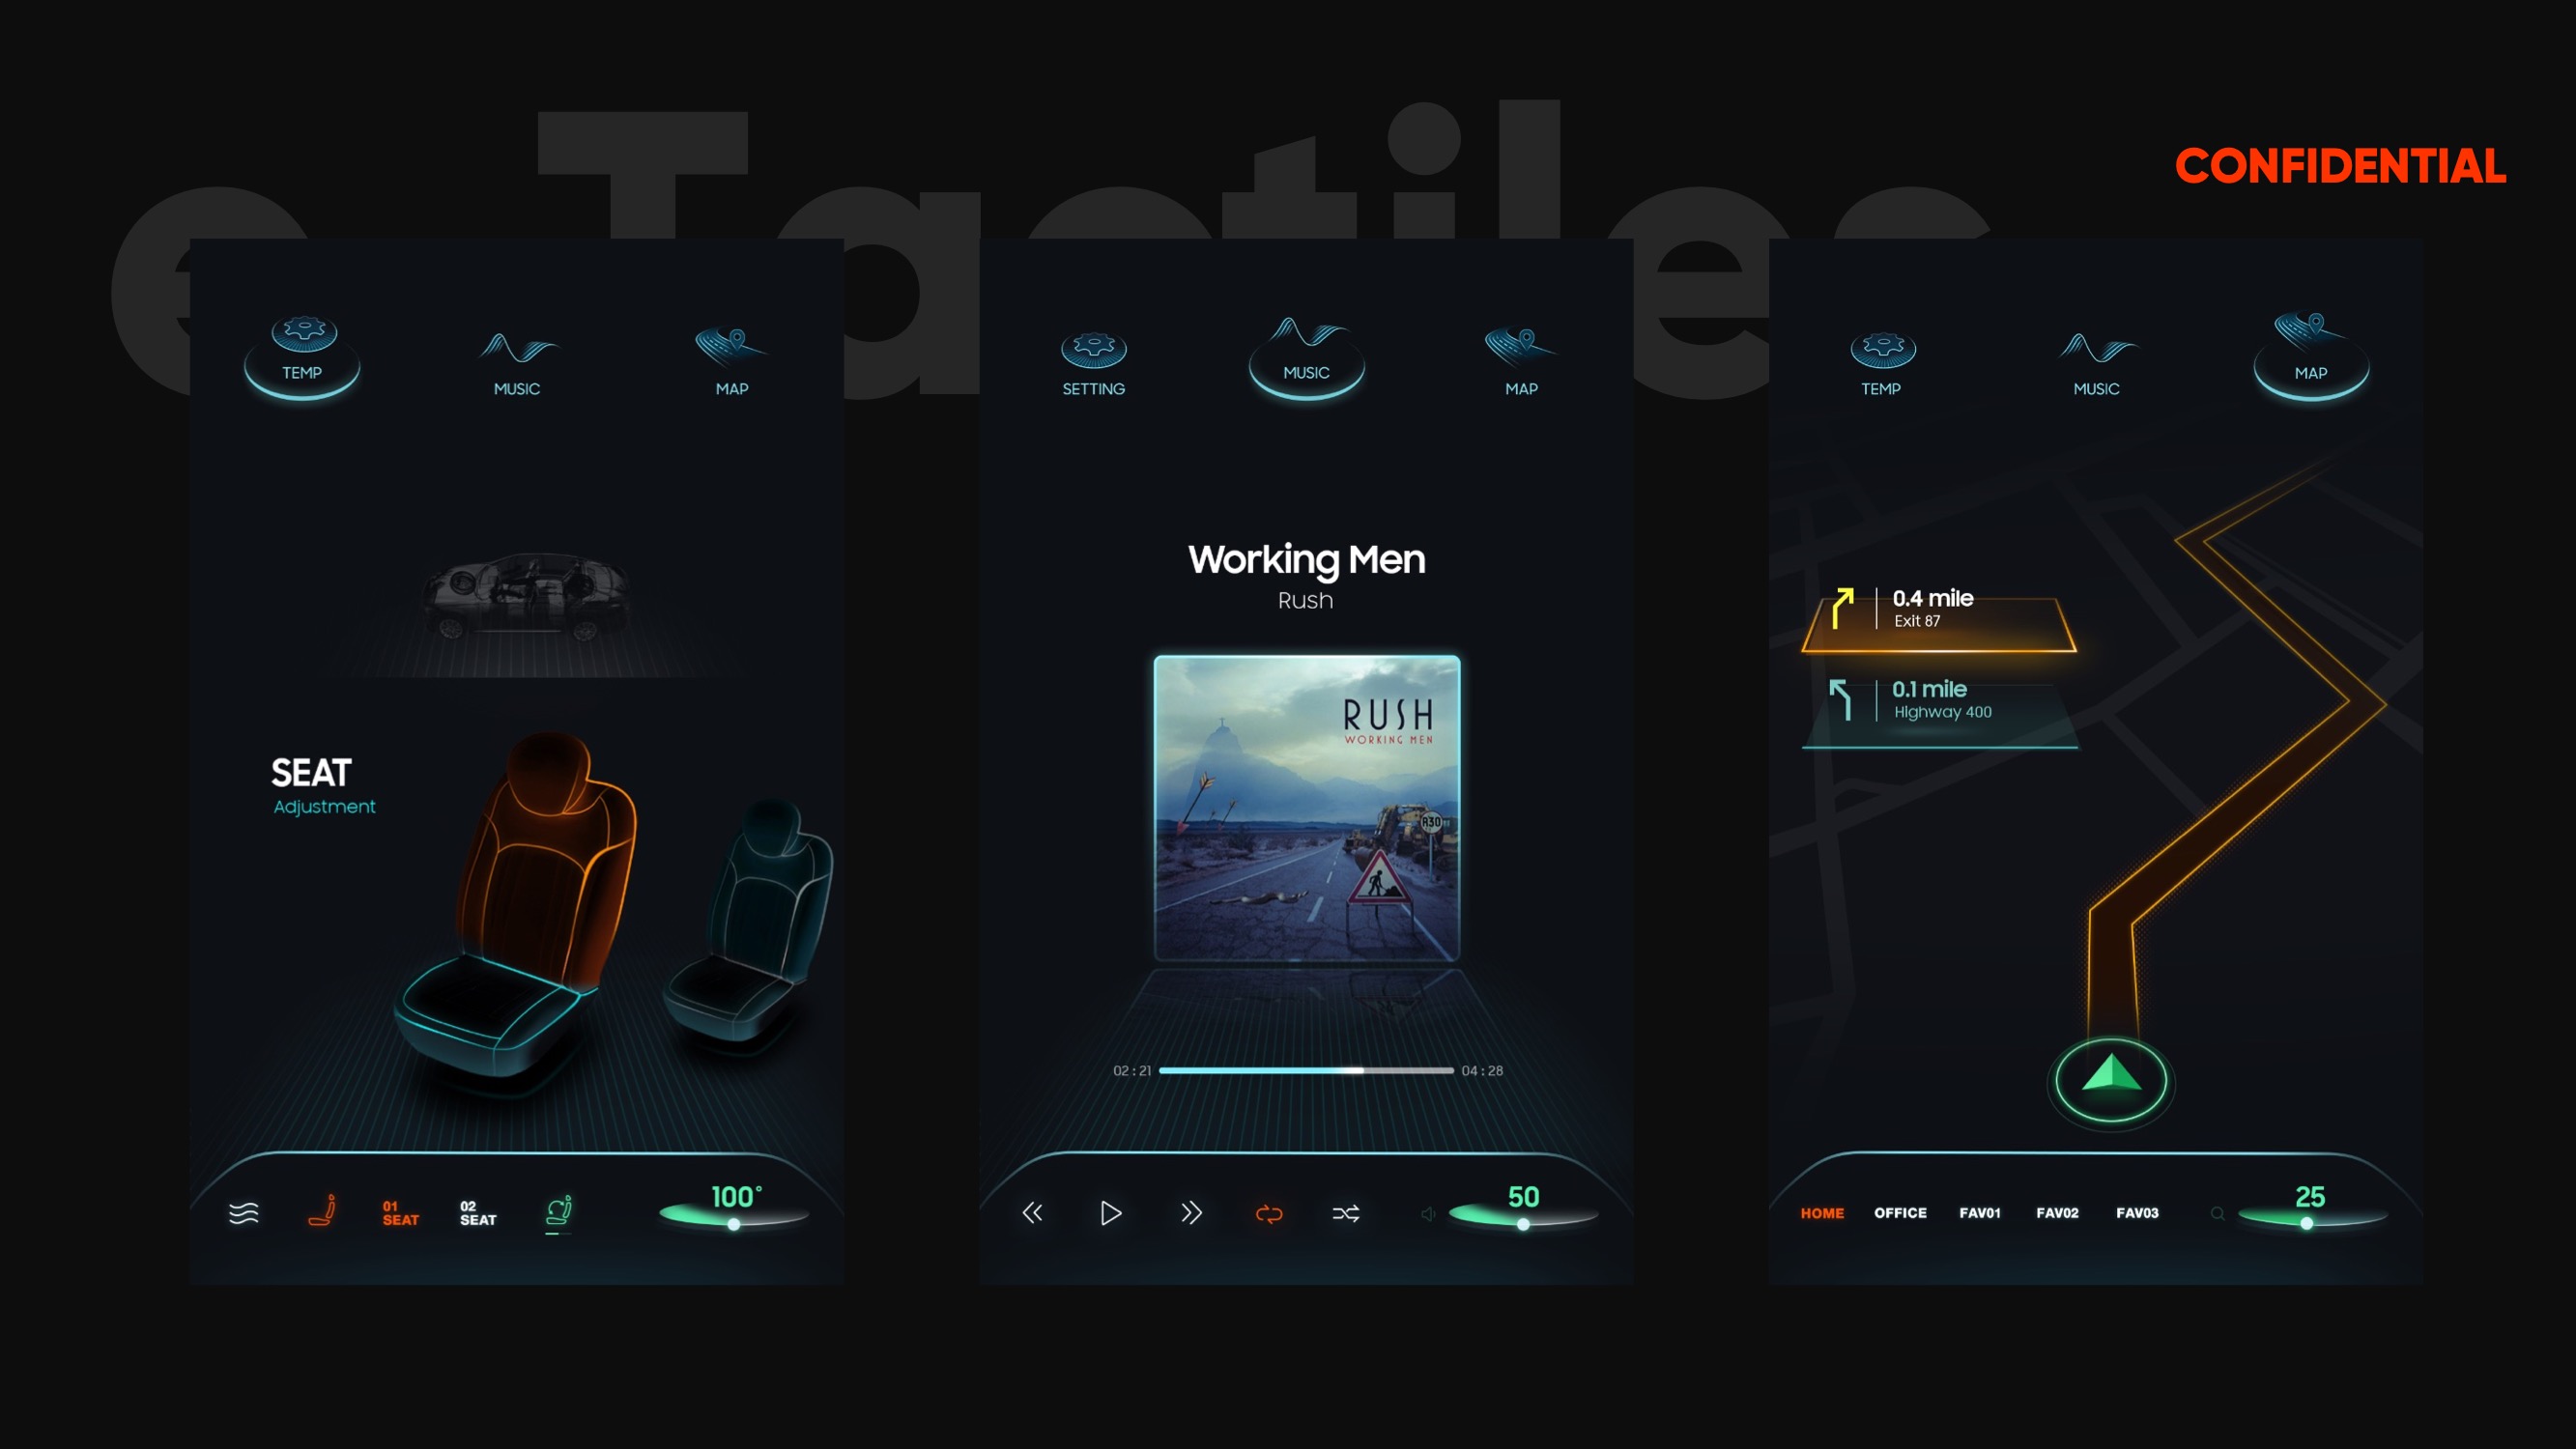 e-Tactiles
CONFIDENTIAL
TEMP
MUSIC
MAP
SEAT
Adjustment
01
SEAT
02
SEAT
100°
SETTING
MUSIC
MAP
Working Men
Rush
RUSH
WORKING MEN
A30
02:21
04:28
50
TEMP
MUSIC
MAP
0.4 mile
Exit 87
0.1 mile
Highway 400
HOME
OFFICE
FAV01
FAV02
FAV03
25